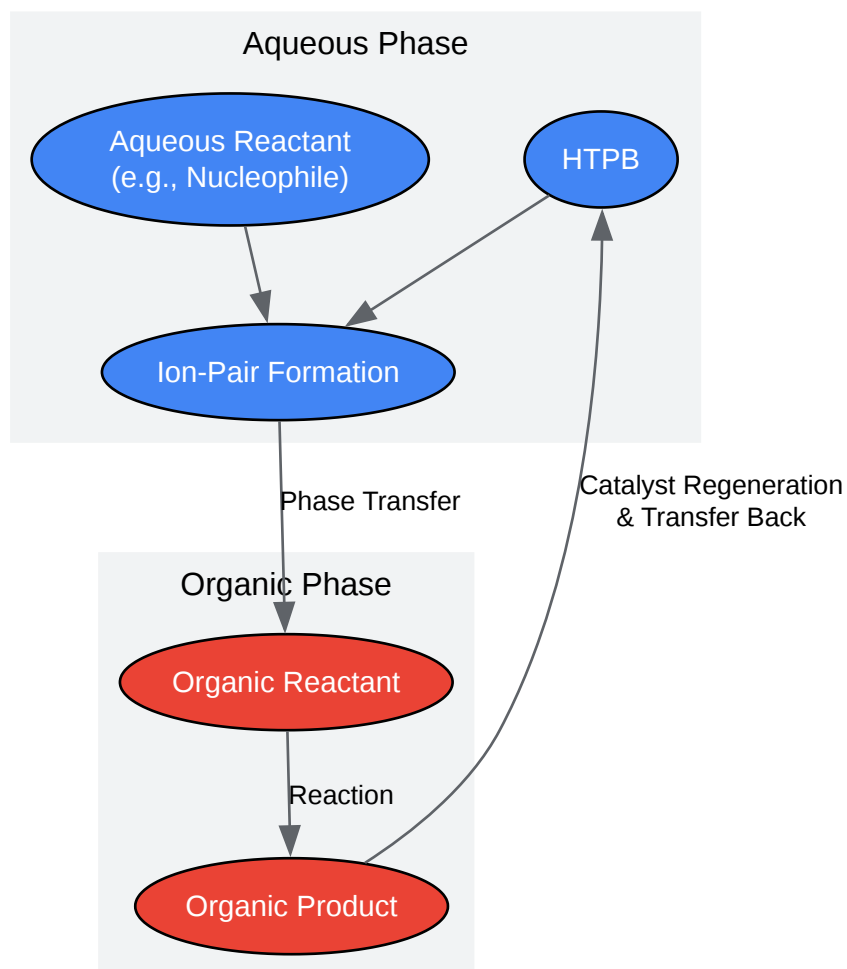 Aqueous Phase
Aqueous Reactant
(e.g., Nucleophile)
HTPB
Ion-Pair Formation
Phase Transfer
Catalyst Regeneration
& Transfer Back
Organic Phase
Organic Reactant
Reaction
Organic Product